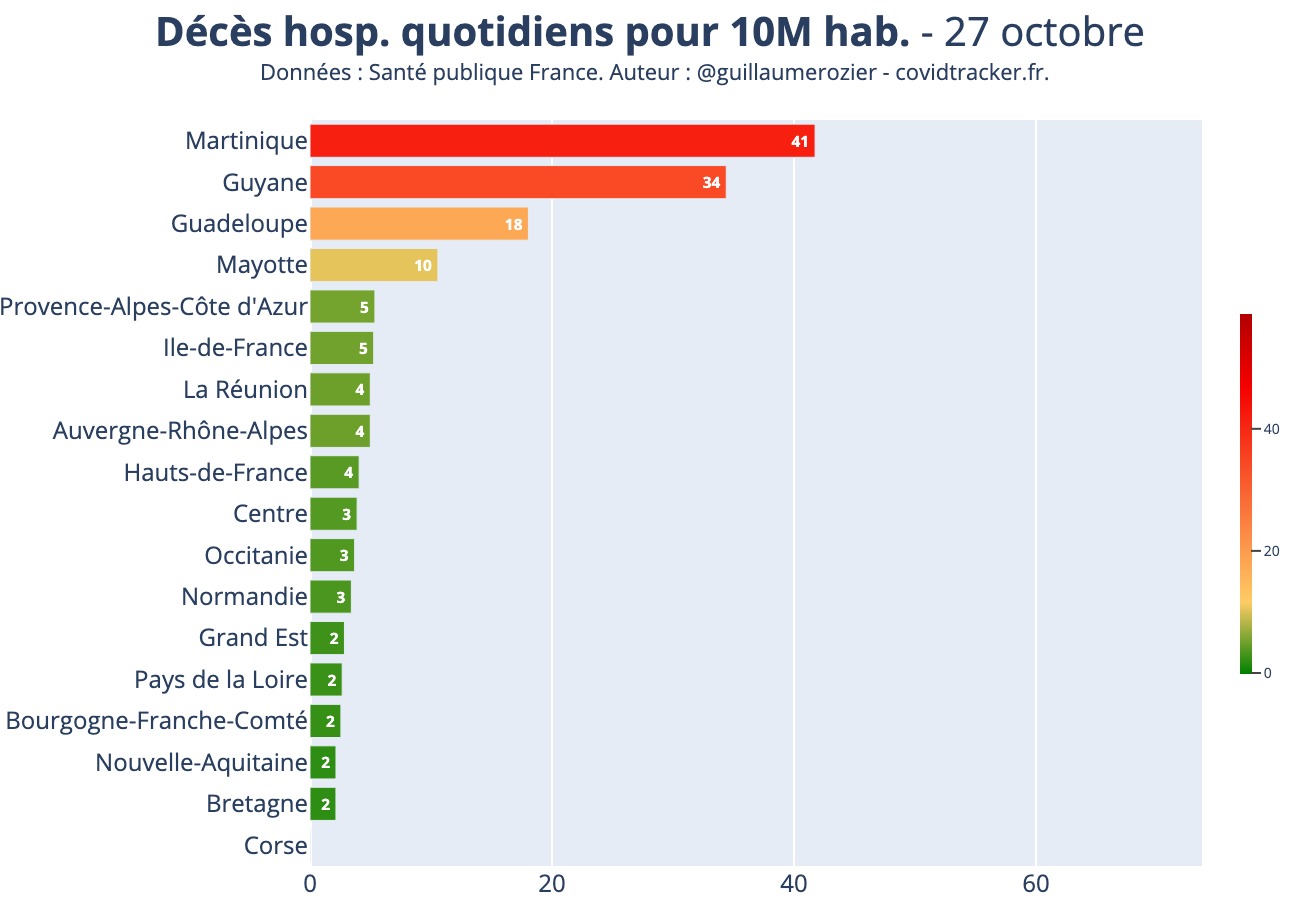 Décès hosp. quotidiens pour 10M hab. - 27 octobre
Données : Santé publique France. Auteur : @guillaumerozier - covidtracker.fr.
Martinique 41
Guyane 34
Guadeloupe 18
Mayotte 10
Provence-Alpes-Côte d'Azur 5
Ile-de-France 5
La Réunion 4
Auvergne-Rhône-Alpes 4
Hauts-de-France 4
Centre 3
Occitanie 3
Normandie 3
Grand Est 2
Pays de la Loire 2
Bourgogne-Franche-Comté 2
Nouvelle-Aquitaine 2
Bretagne 2
Corse
0 20 40 60
40
20
0